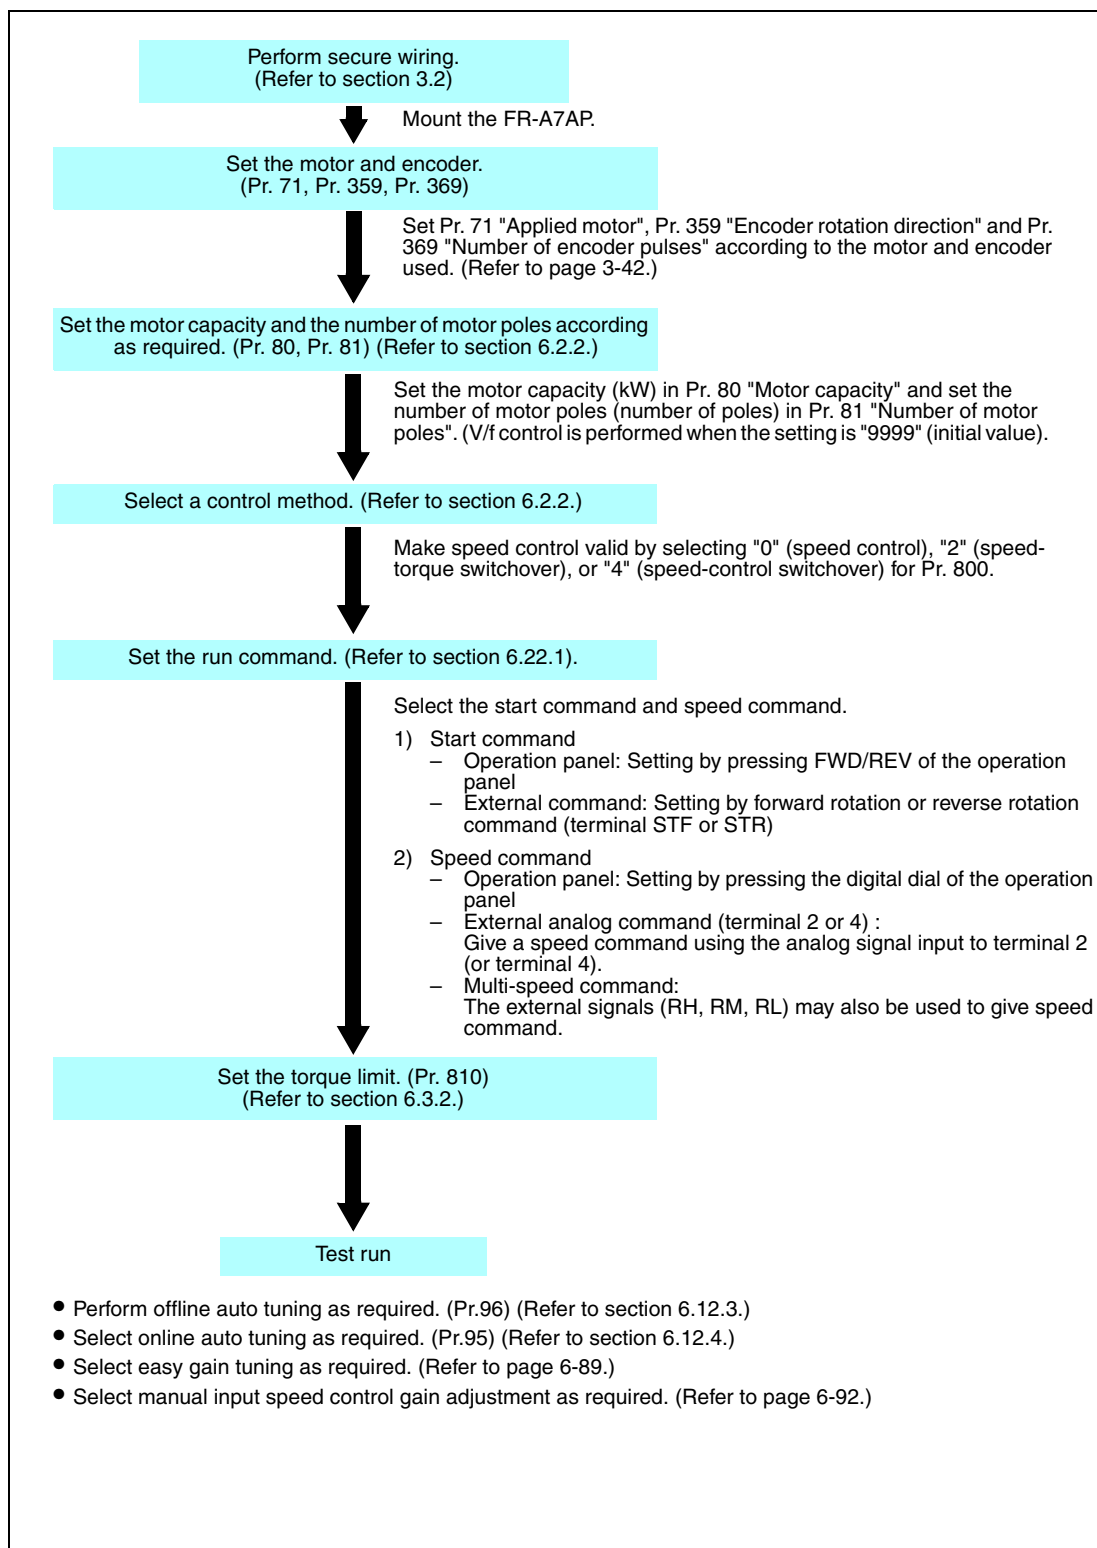 Perform secure wiring.
(Refer to section 3.2)
Mount the FR-A7AP.
Set the motor and encoder.
(Pr. 71, Pr. 359, Pr. 369)
Set Pr. 71 "Applied motor", Pr. 359 "Encoder rotation direction" and Pr.
369 "Number of encoder pulses" according to the motor and encoder
used. (Refer to page 3-42.)
Set the motor capacity and the number of motor poles according
as required. (Pr. 80, Pr. 81) (Refer to section 6.2.2.)
Set the motor capacity (kW) in Pr. 80 "Motor capacity" and set the
number of motor poles (number of poles) in Pr. 81 "Number of motor
poles". (V/f control is performed when the setting is "9999" (initial value).
Select a control method. (Refer to section 6.2.2.)
Make speed control valid by selecting "0" (speed control), "2" (speed-
torque switchover), or "4" (speed-control switchover) for Pr. 800.
Set the run command. (Refer to section 6.22.1).
Select the start command and speed command.
1) Start command
– Operation panel: Setting by pressing FWD/REV of the operation
panel
– External command: Setting by forward rotation or reverse rotation
command (terminal STF or STR)
2) Speed command
– Operation panel: Setting by pressing the digital dial of the operation
panel
– External analog command (terminal 2 or 4) :
Give a speed command using the analog signal input to terminal 2
(or terminal 4).
– Multi-speed command:
The external signals (RH, RM, RL) may also be used to give speed
command.
Set the torque limit. (Pr. 810)
(Refer to section 6.3.2.)
Test run
● Perform offline auto tuning as required. (Pr.96) (Refer to section 6.12.3.)
● Select online auto tuning as required. (Pr.95) (Refer to section 6.12.4.)
● Select easy gain tuning as required. (Refer to page 6-89.)
● Select manual input speed control gain adjustment as required. (Refer to page 6-92.)